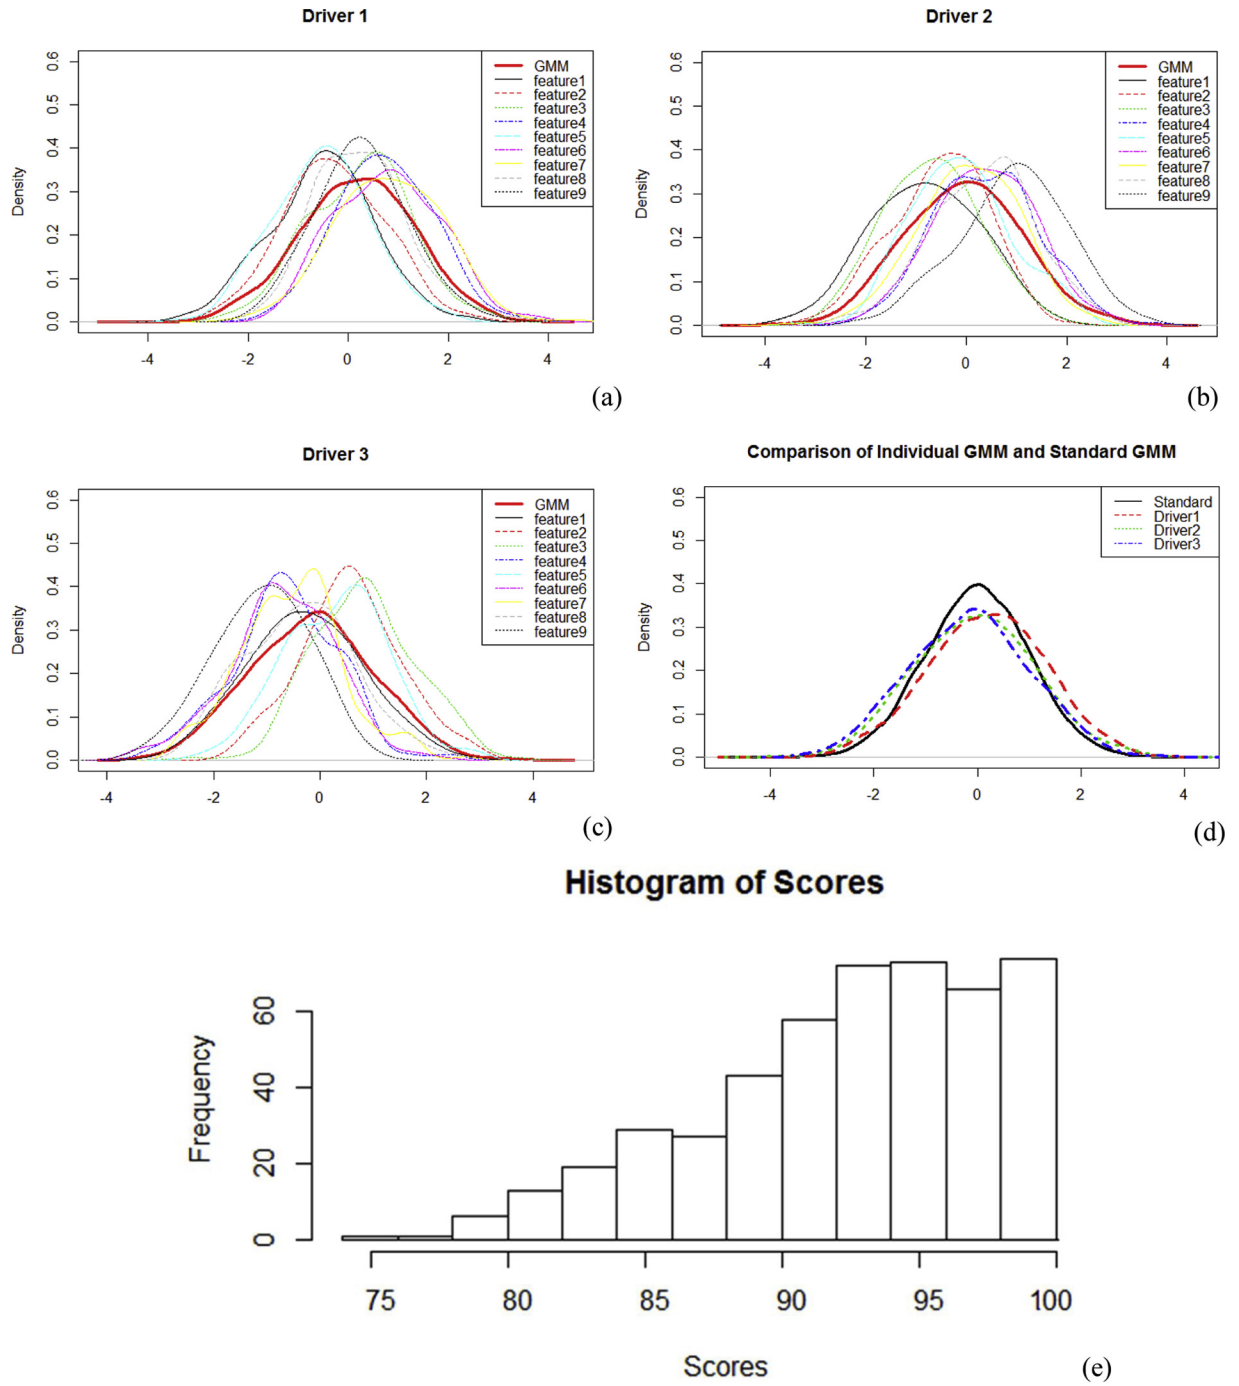 Driver 1
Density
0.0 0.1 0.2 0.3 0.4 0.5 0.6
GMM
feature1
feature2
feature3
feature4
feature5
feature6
feature7
feature8
feature9
-4 -2 0 2 4
(a)
Driver 2
Density
0.0 0.1 0.2 0.3 0.4 0.5 0.6
GMM
feature1
feature2
feature3
feature4
feature5
feature6
feature7
feature8
feature9
-4 -2 0 2 4
(b)
Driver 3
Density
0.0 0.1 0.2 0.3 0.4 0.5 0.6
GMM
feature1
feature2
feature3
feature4
feature5
feature6
feature7
feature8
feature9
-4 -2 0 2 4
(c)
Comparison of Individual GMM and Standard GMM
Density
0.0 0.1 0.2 0.3 0.4 0.5 0.6
Standard
Driver1
Driver2
Driver3
-4 -2 0 2 4
(d)
Histogram of Scores
Frequency
0 20 40 60
75 80 85 90 95 100
Scores
(e)